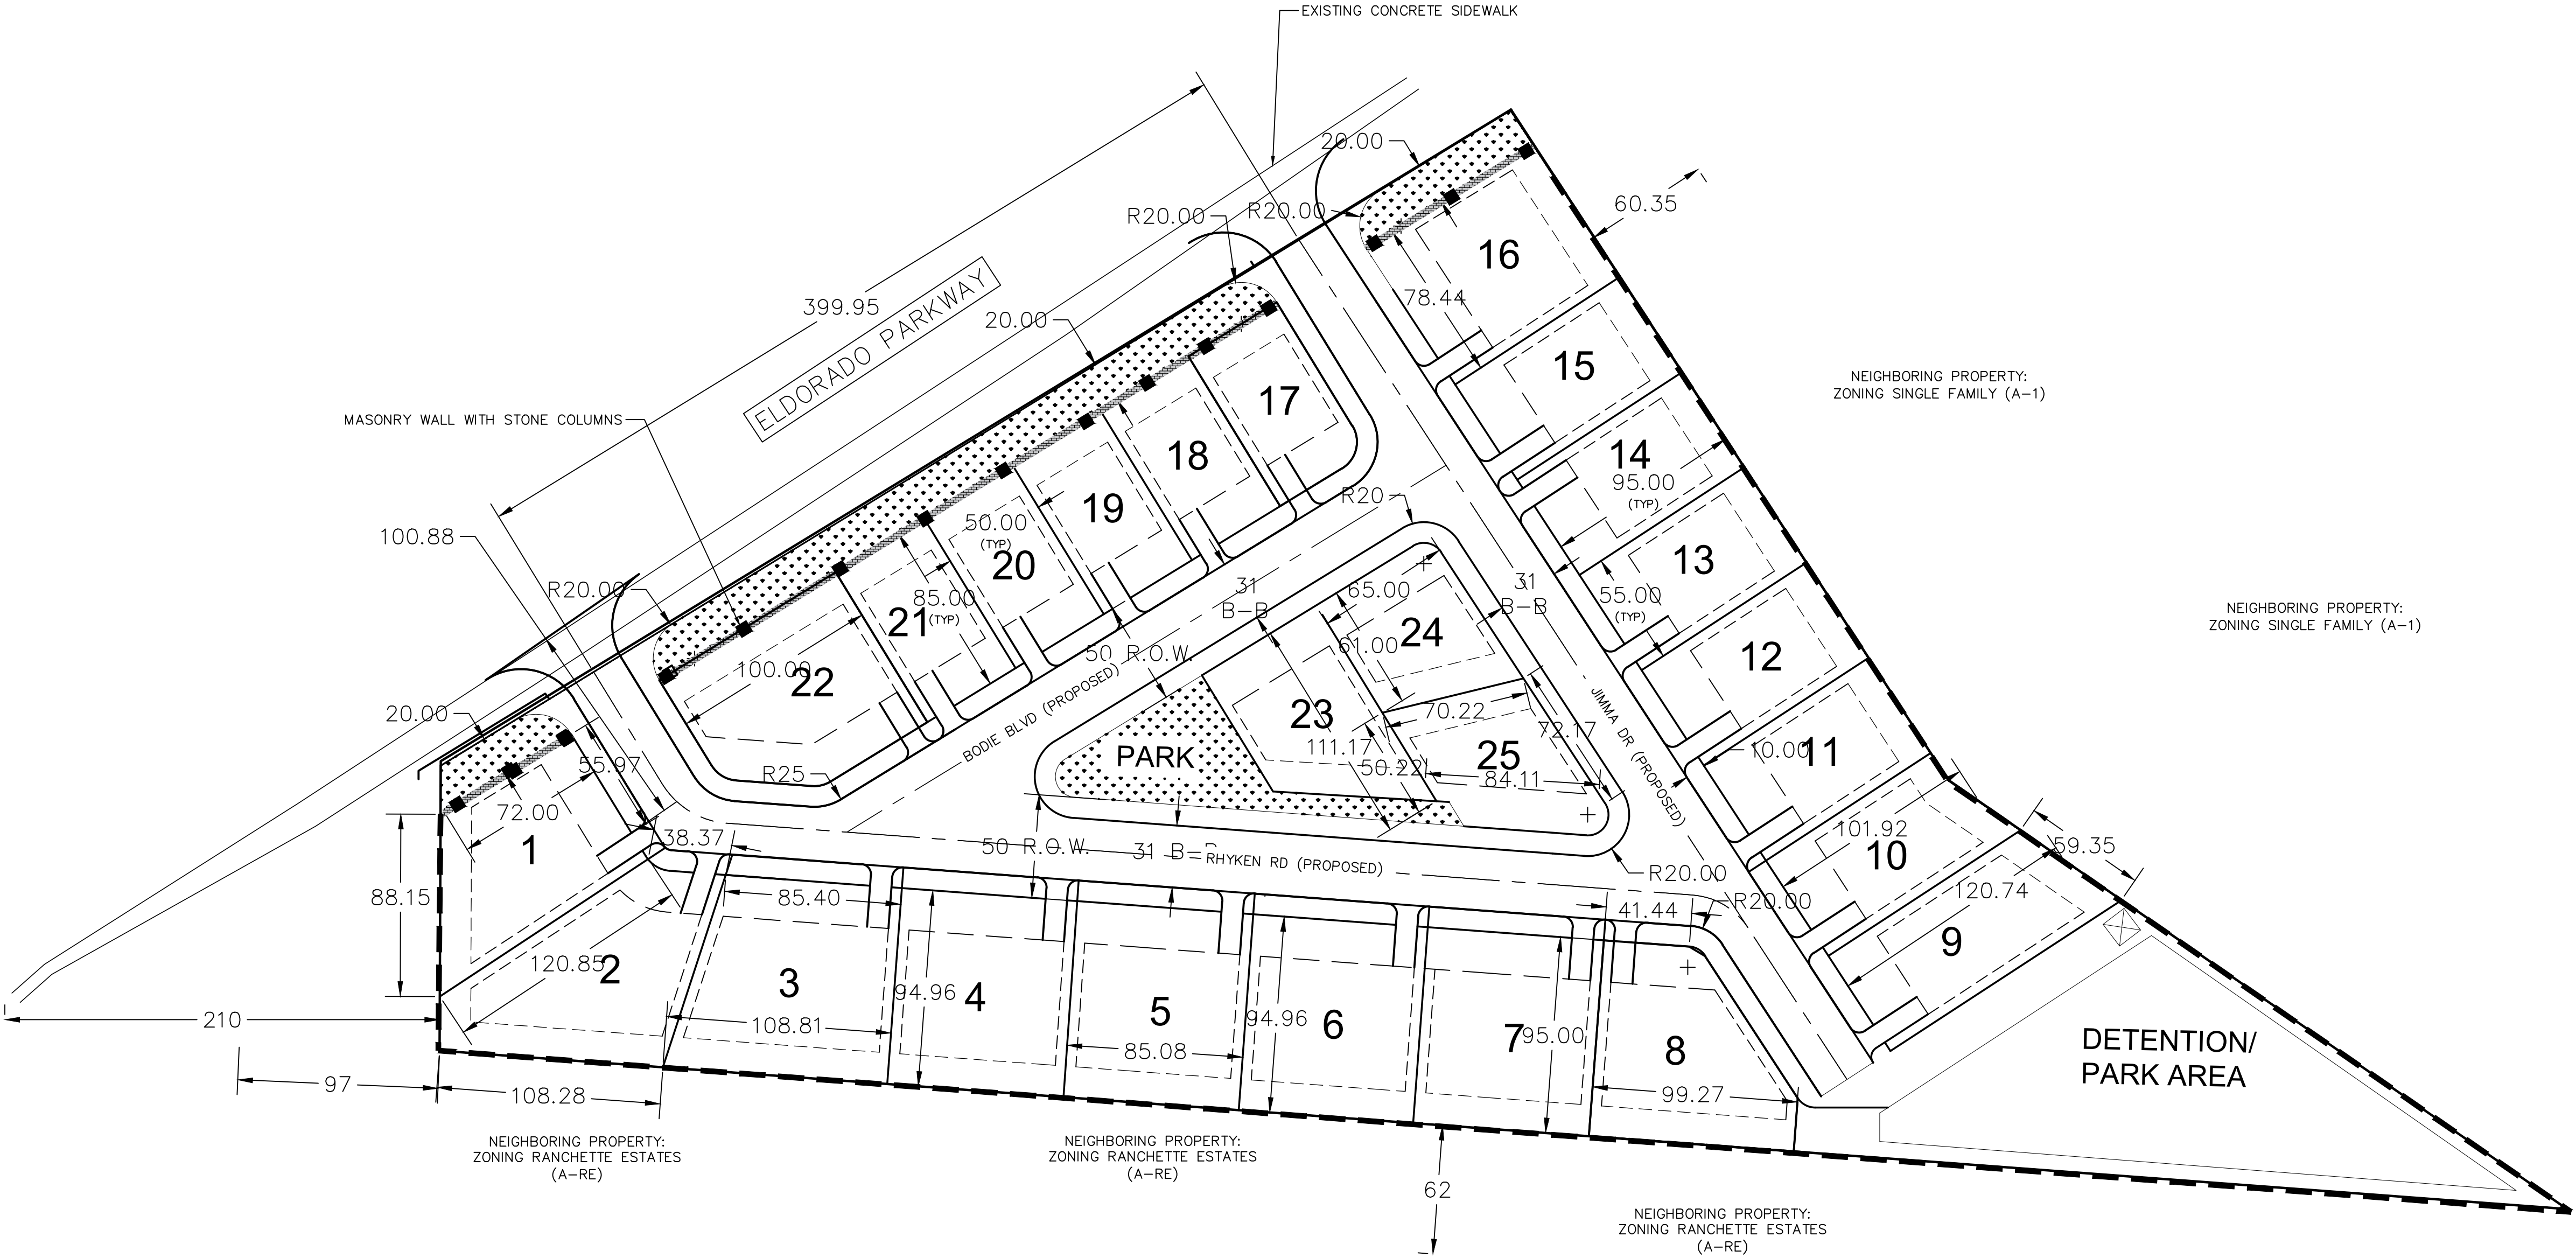 EXISTING CONCRETE SIDEWALK
20.00
60.35
R20.00
R20.00
16
399.95
ELDORADO PARKWAY
78.44
20.00
15
NEIGHBORING PROPERTY:
ZONING SINGLE FAMILY (A-1)
17
MASONRY WALL WITH STONE COLUMNS
18
14
95.00
(TYP)
R20
19
50.00
(TYP)
20
100.88
13
R20.00
31
B-B
31
B-B
65.00
55.00
(TYP)
85.00
(TYP)
21
24
61.00
NEIGHBORING PROPERTY:
ZONING SINGLE FAMILY (A-1)
50 R.O.W.
12
100.00
22
BODIE BLVD (PROPOSED)
JIMMA DR (PROPOSED)
23
70.22
72.17
20.00
111.17
25
10.00
11
PARK
55.97
R25
50.22
84.11
72.00
1
38.37
50 R.O.W.
31 B-
RHYKEN RD (PROPOSED)
101.92
10
59.35
R20.00
88.15
85.40
41.44
R20.00
120.74
9
120.85
2
3
94.96
4
5
94.96
6
7
95.00
8
210
108.81
85.08
DETENTION/
PARK AREA
97
108.28
99.27
NEIGHBORING PROPERTY:
ZONING RANCHETTE ESTATES
(A-RE)
NEIGHBORING PROPERTY:
ZONING RANCHETTE ESTATES
(A-RE)
62
NEIGHBORING PROPERTY:
ZONING RANCHETTE ESTATES
(A-RE)